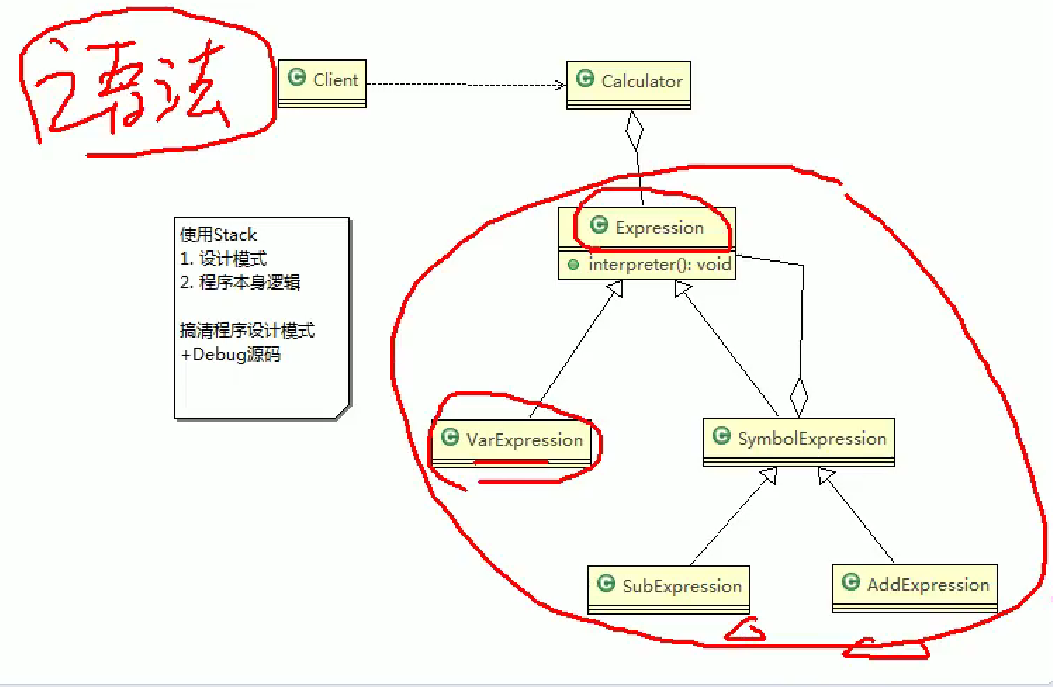 语法
Client
Calculator
Expression
interpreter(): void
使用Stack
1. 设计模式
2. 程序本身逻辑
搞清程序设计模式
+Debug源码
VarExpression
SymbolExpression
SubExpression
AddExpression